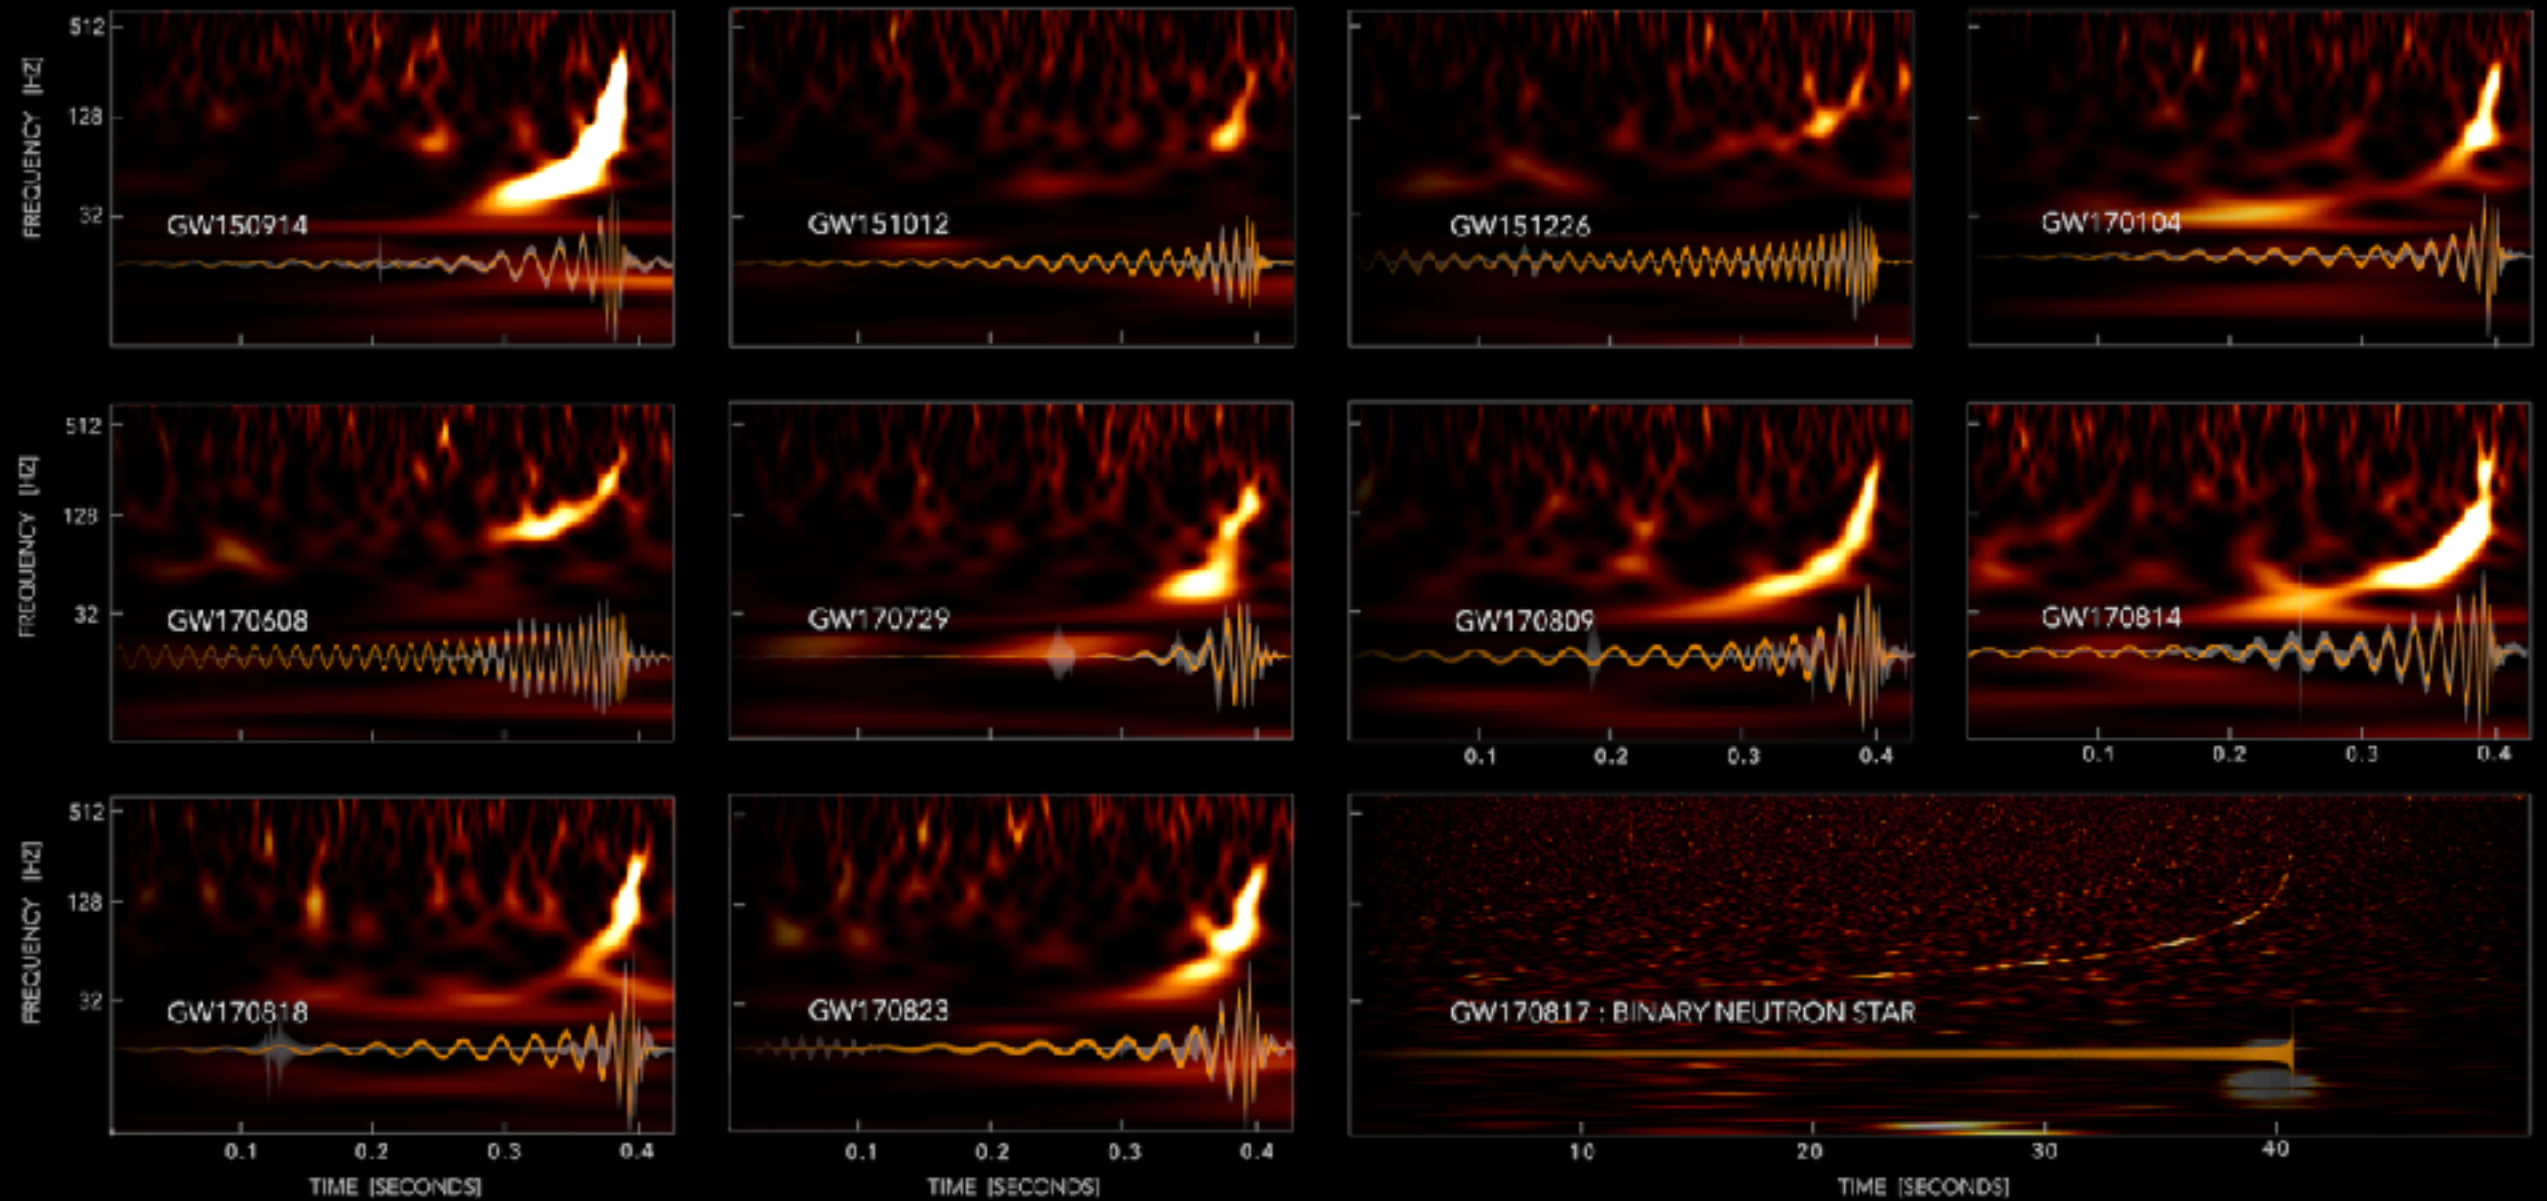 FREQUENCY [HZ]
512
128
32
GW150914
GW151012
GW151226
GW170104
FREQUENCY [HZ]
512
128
32
GW170608
GW170729
GW170809
GW170814
0.1 0.2 0.3 0.4
0.1 0.2 0.3 0.4
FREQUENCY [HZ]
512
128
32
GW170818
GW170823
GW170817 : BINARY NEUTRON STAR
0.1 0.2 0.3 0.4
0.1 0.2 0.3 0.4
10 20 30 40
TIME [SECONDS]
TIME [SECONDS]
TIME [SECONDS]